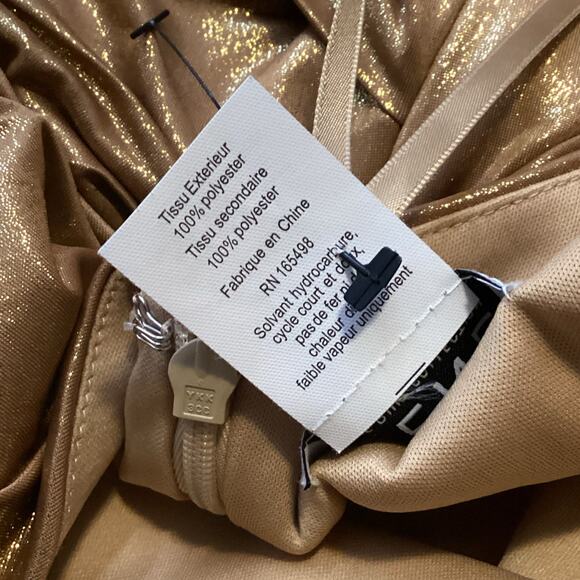 Tissu Exterieur
100% polyester
Tissu secondaire
100% polyester
Fabrique en Chine
RN 165498
Solvant hydrocarbure,
cycle court et
pas de fer
chaleur
faible vapeur uniquement
YKK